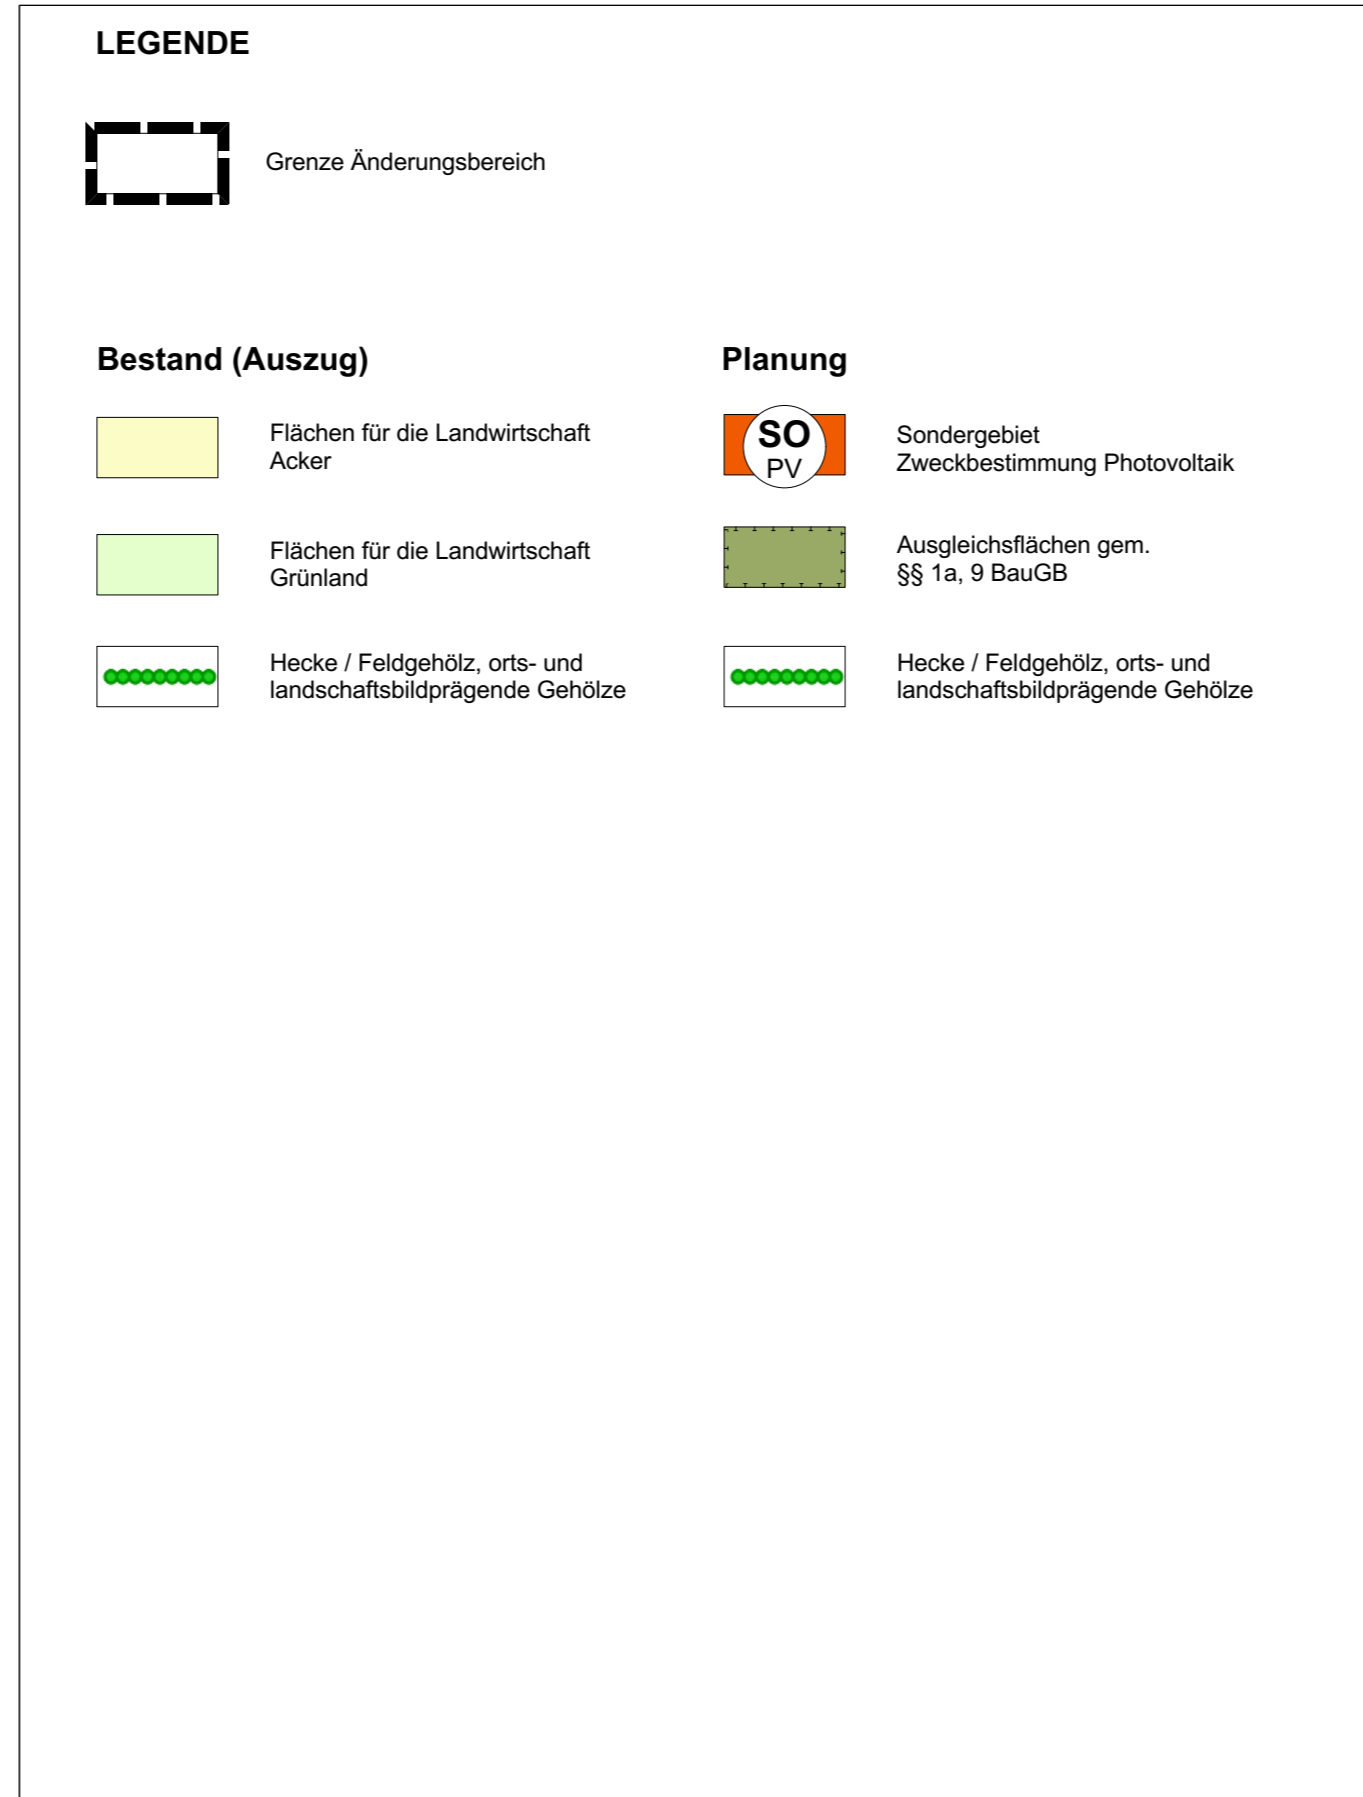 LEGENDE
Grenze Änderungsbereich
Bestand (Auszug)
Flächen für die Landwirtschaft
Acker
Flächen für die Landwirtschaft
Grünland
Hecke / Feldgehölz, orts- und
landschaftsbildprägende Gehölze
Planung
SO
PV
Sondergebiet
Zweckbestimmung Photovoltaik
Ausgleichsflächen gem.
§§ 1a, 9 BauGB
Hecke / Feldgehölz, orts- und
landschaftsbildprägende Gehölze